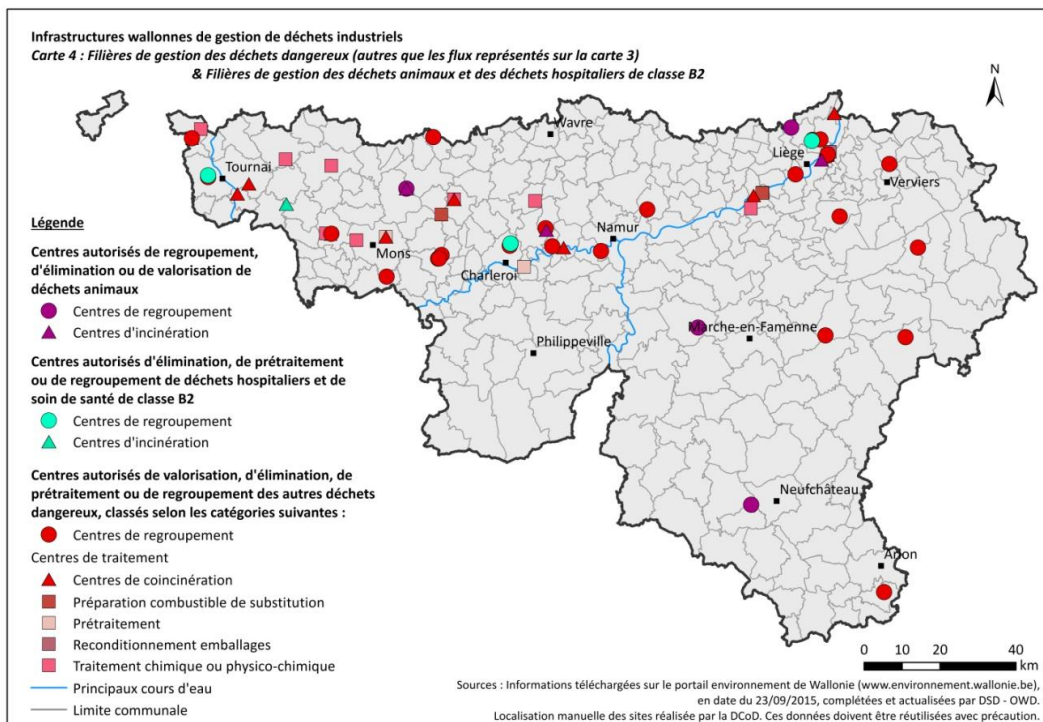 Infrastructures wallonnes de gestion de déchets industriels
Carte 4 : Filières de gestion des déchets dangereux (autres que les flux représentés sur la carte 3)
& Filières de gestion des déchets animaux et des déchets hospitaliers de classe B2
N
Wavre
Tournai
Liège
Verviers
Namur
Mons
Charleroi
Marche-en-Famenne
Philippeville
Neufchâteau
Arlon
Légende
Centres autorisés de regroupement,
d'élimination ou de valorisation de
déchets animaux
Centres de regroupement
Centres d'incinération
Centres autorisés d'élimination, de prétraitement
ou de regroupement de déchets hospitaliers et de
soin de santé de classe B2
Centres de regroupement
Centres d'incinération
Centres autorisés de valorisation, d'élimination, de
prétraitement ou de regroupement des autres déchets
dangereux, classés selon les catégories suivantes :
Centres de regroupement
Centres de traitement
Centres de coincinération
Préparation combustible de substitution
Prétraitement
Reconditionnement emballages
Traitement chimique ou physico-chimique
Principaux cours d'eau
Limite communale
0 10 20 40
km
Sources : Informations téléchargées sur le portail environnement de Wallonie (www.environnement.wallonie.be),
en date du 23/09/2015, complétées et actualisées par DSD - OWD.
Localisation manuelle des sites réalisée par la DCoD. Ces données doivent être réutilisées avec précaution.